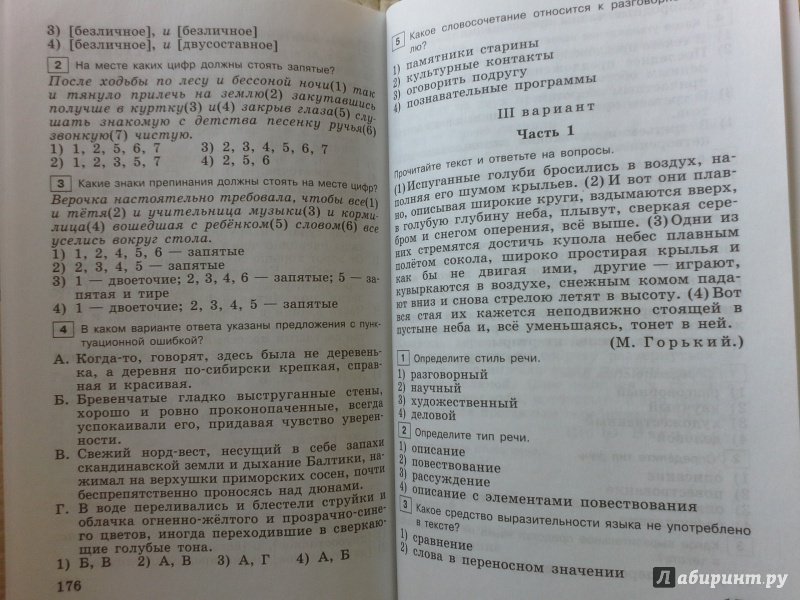 3) [безличное], и [безличное]
4) [безличное], и [двусоставное]
2 На месте каких цифр должны стоять запятые?
После ходьбы по лесу и бессоной ночи(1) так
и тянуло прилечь на землю(2) закутавшись
получше в куртку(3) и(4) закрыв глаза(5) слу-
шать знакомую с детства песенку ручья(6)
звонкую(7) чистую.
1) 1, 2, 5, 6, 7 3) 2, 3, 4, 5, 6, 7
2) 1, 2, 3, 5, 7 4) 2, 5, 6
3 Какие знаки препинания должны стоять на месте цифр?
Верочка настоятельно требовала, чтобы все(1)
и тётя(2) и учительница музыки(3) и корми-
лица(4) вошедшая с ребёнком(5) словом(6) все
уселись вокруг стола.
1) 1, 2, 4, 5, 6 — запятые
2) 2, 3, 4, 5 — запятые
3) 1 — двоеточие; 2, 3, 4, 6 — запятые; 5 — за-
пятая и тире
4) 1 — двоеточие; 2, 3, 4, 5 — запятые
4 В каком варианте ответа указаны предложения с пунк-
туационной ошибкой?
А. Когда-то, говорят, здесь была не деревень-
ка, а деревня по-сибирски крепкая, справ-
ная и красивая.
Б. Бревенчатые гладко выструганные стены,
хорошо и ровно проконопаченные, всегда
успокаивали его, придавая чувство уверен-
ности.
В. Свежий норд-вест, несущий в себе запахи
скандинавской земли и дыхание Балтики, на-
жимал на верхушки приморских сосен, почти
беспрепятственно проносясь над дюнами.
Г. В воде переливались и блестели струйки и
облачка огненно-жёлтого и прозрачно-сине-
го цветов, иногда переходившие в сверкаю-
щие голубые тона.
1) Б, В 2) А, В 3) А, Г 4) А, Б
176
5 Какое словосочетание относится к разговорно
лю?
1) памятники старины
2) культурные контакты
3) оговорить подругу
4) познавательные программы
III вариант
Часть 1
Прочитайте текст и ответьте на вопросы.
(1)Испуганные голуби бросились в воздух, на-
полняя его шумом крыльев. (2)И вот они плав-
но, описывая широкие круги, вздымаются вверх,
в голубую глубину неба, плывут, сверкая сере-
бром и снегом оперения, всё выше. (3)Одни из
них стремятся достичь купола небес плавным
полётом сокола, широко простирая крылья и
как бы не двигая ими, другие — играют,
кувыркаются в воздухе, снежным комом пада-
ют вниз и снова стрелою летят в высоту. (4)Вот
вся стая их кажется неподвижно стоящей в
пустыне неба и, всё уменьшаясь, тонет в ней.
(М. Горький.)
1 Определите стиль речи.
1) разговорный
2) научный
3) художественный
4) деловой
2 Определите тип речи.
1) описание
2) повествование
3) рассуждение
4) описание с элементами повествования
3 Какое средство выразительности языка не употреблено
в тексте?
1) сравнение
2) слова в переносном значении
Лабиринт.ру